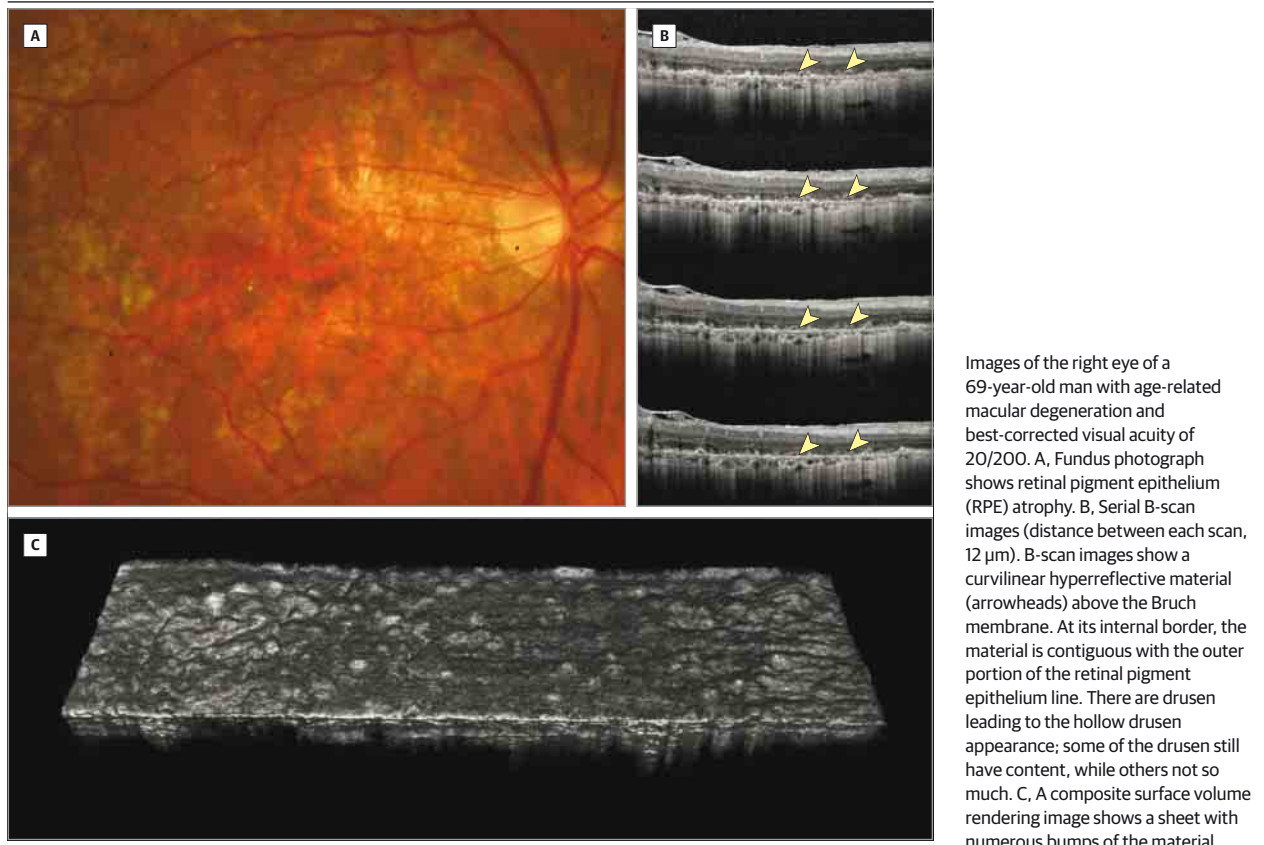 A
B
C
Images of the right eye of a
69-year-old man with age-related
macular degeneration and
best-corrected visual acuity of
20/200. A, Fundus photograph
shows retinal pigment epithelium
(RPE) atrophy. B, Serial B-scan
images (distance between each scan,
12 μm). B-scan images show a
curvilinear hyperreflective material
(arrowheads) above the Bruch
membrane. At its internal border, the
material is contiguous with the outer
portion of the retinal pigment
epithelium line. There are drusen
leading to the hollow drusen
appearance; some of the drusen still
have content, while others not so
much. C, A composite surface volume
rendering image shows a sheet with
numerous bumps of the material